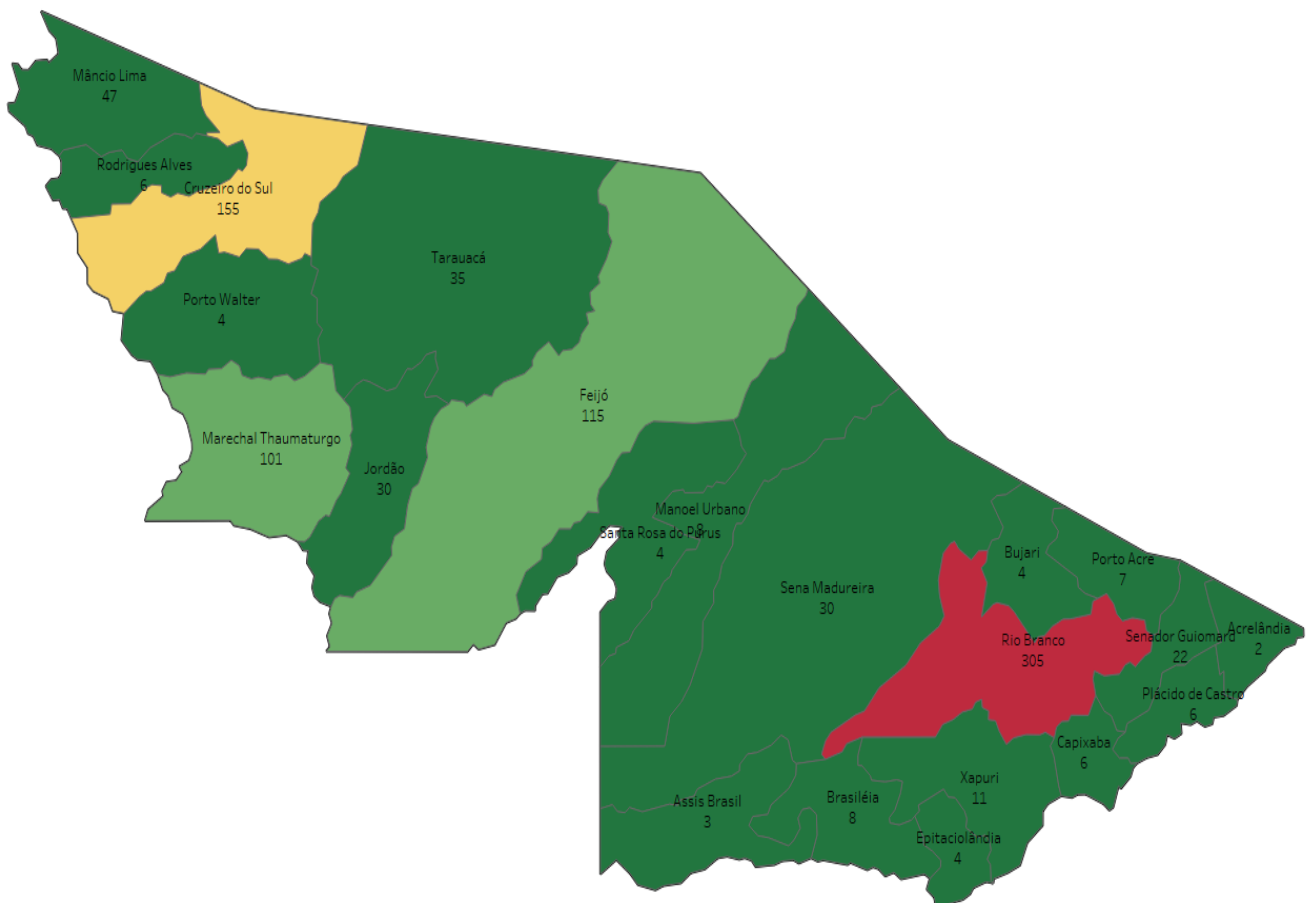 Mâncio Lima
47
Rodrigues Alves
6
Cruzeiro do Sul
155
Tarauacá
35
Porto Walter
4
Feijó
115
Marechal Thaumaturgo
101
Jordão
30
Manoel Urbano
8
Santa Rosa do Purus
4
Sena Madureira
30
Bujari
4
Porto Acre
7
Rio Branco
305
Senador Guiomard
22
Acrelândia
2
Plácido de Castro
6
Capixaba
6
Xapuri
11
Assis Brasil
3
Brasiléia
8
Epitaciolândia
4